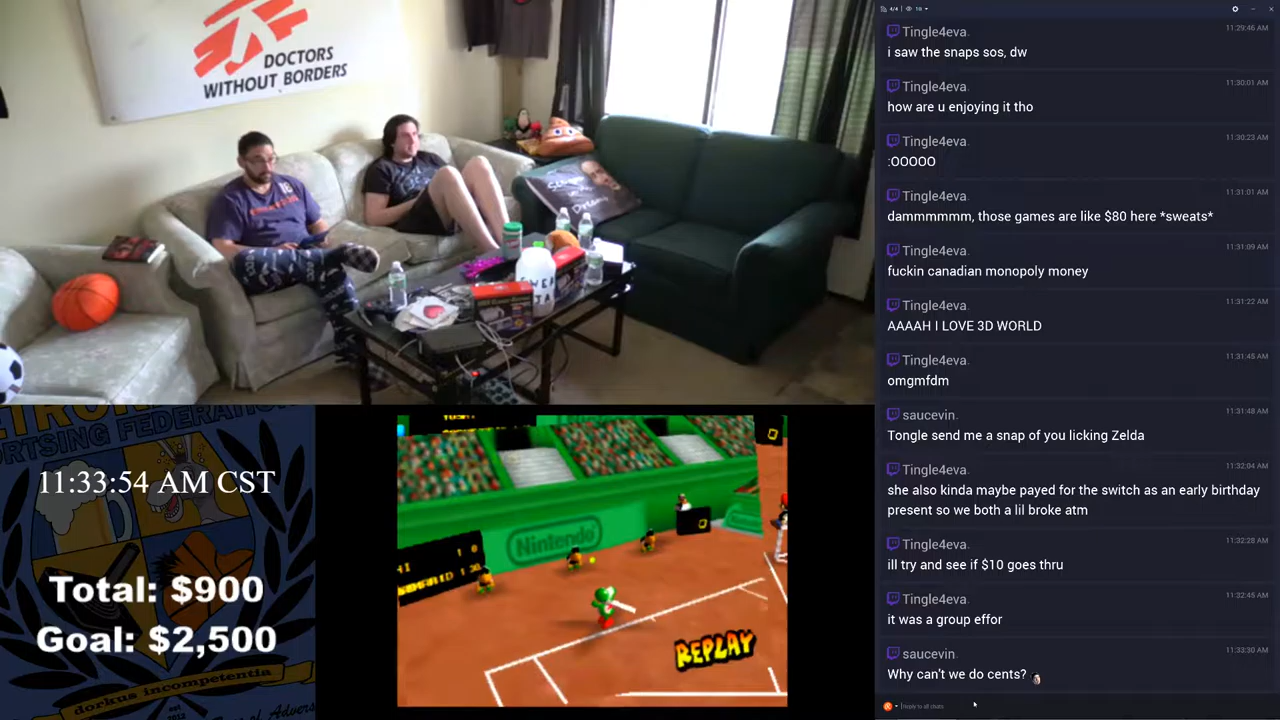 DOCTORS
WITHOUT BORDERS
11:33:54 AM CST
Total: $900
Goal: $2,500
dorkus incompetentia
Nintendo
REPLAY
4/4
18
Tingle4eva.
11:29:46 AM
i saw the snaps sos, dw
Tingle4eva.
11:30:01 AM
how are u enjoying it tho
Tingle4eva.
11:30:23 AM
:OOOOO
Tingle4eva.
11:31:01 AM
dammmmmm, those games are like $80 here *sweats*
Tingle4eva.
11:31:09 AM
fuckin canadian monopoly money
Tingle4eva.
11:31:22 AM
AAAAH I LOVE 3D WORLD
Tingle4eva.
11:31:45 AM
omgmfdm
saucevin.
11:31:48 AM
Tongle send me a snap of you licking Zelda
Tingle4eva.
11:32:04 AM
she also kinda maybe payed for the switch as an early birthday
present so we both a lil broke atm
Tingle4eva.
11:32:28 AM
ill try and see if $10 goes thru
Tingle4eva.
11:32:45 AM
it was a group effor
saucevin.
11:33:30 AM
Why can't we do cents?
Reply to all chats